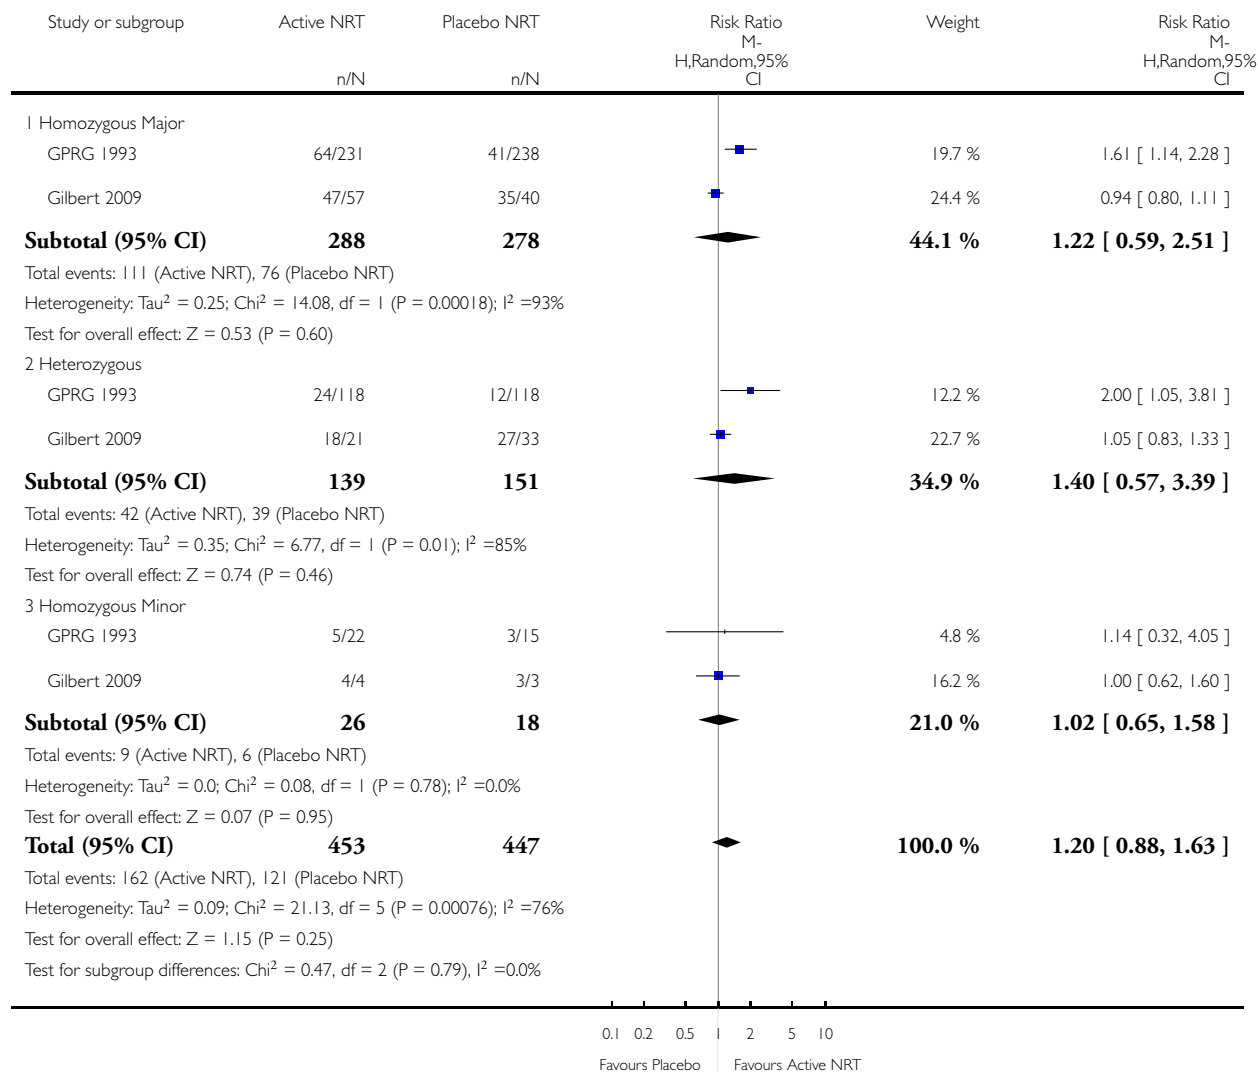 Study or subgroup Active NRT Placebo NRT Risk Ratio Weight Risk Ratio
M- M-
H,Random,95% H,Random,95%
n/N n/N CI CI
1 Homozygous Major
GPRG 1993 64/231 41/238 19.7 % 1.61 [ 1.14, 2.28 ]
Gilbert 2009 47/57 35/40 24.4 % 0.94 [ 0.80, 1.11 ]
Subtotal (95% CI) 288 278 44.1 % 1.22 [ 0.59, 2.51 ]
Total events: 111 (Active NRT), 76 (Placebo NRT)
Heterogeneity: Tau² = 0.25; Chi² = 14.08, df = 1 (P = 0.00018); I² =93%
Test for overall effect: Z = 0.53 (P = 0.60)
2 Heterozygous
GPRG 1993 24/118 12/118 12.2 % 2.00 [ 1.05, 3.81 ]
Gilbert 2009 18/21 27/33 22.7 % 1.05 [ 0.83, 1.33 ]
Subtotal (95% CI) 139 151 34.9 % 1.40 [ 0.57, 3.39 ]
Total events: 42 (Active NRT), 39 (Placebo NRT)
Heterogeneity: Tau² = 0.35; Chi² = 6.77, df = 1 (P = 0.01); I² =85%
Test for overall effect: Z = 0.74 (P = 0.46)
3 Homozygous Minor
GPRG 1993 5/22 3/15 4.8 % 1.14 [ 0.32, 4.05 ]
Gilbert 2009 4/4 3/3 16.2 % 1.00 [ 0.62, 1.60 ]
Subtotal (95% CI) 26 18 21.0 % 1.02 [ 0.65, 1.58 ]
Total events: 9 (Active NRT), 6 (Placebo NRT)
Heterogeneity: Tau² = 0.0; Chi² = 0.08, df = 1 (P = 0.78); I² =0.0%
Test for overall effect: Z = 0.07 (P = 0.95)
Total (95% CI) 453 447 100.0 % 1.20 [ 0.88, 1.63 ]
Total events: 162 (Active NRT), 121 (Placebo NRT)
Heterogeneity: Tau² = 0.09; Chi² = 21.13, df = 5 (P = 0.00076); I² =76%
Test for overall effect: Z = 1.15 (P = 0.25)
Test for subgroup differences: Chi² = 0.47, df = 2 (P = 0.79), I² =0.0%
0.1 0.2 0.5 1 2 5 10
Favours Placebo Favours Active NRT